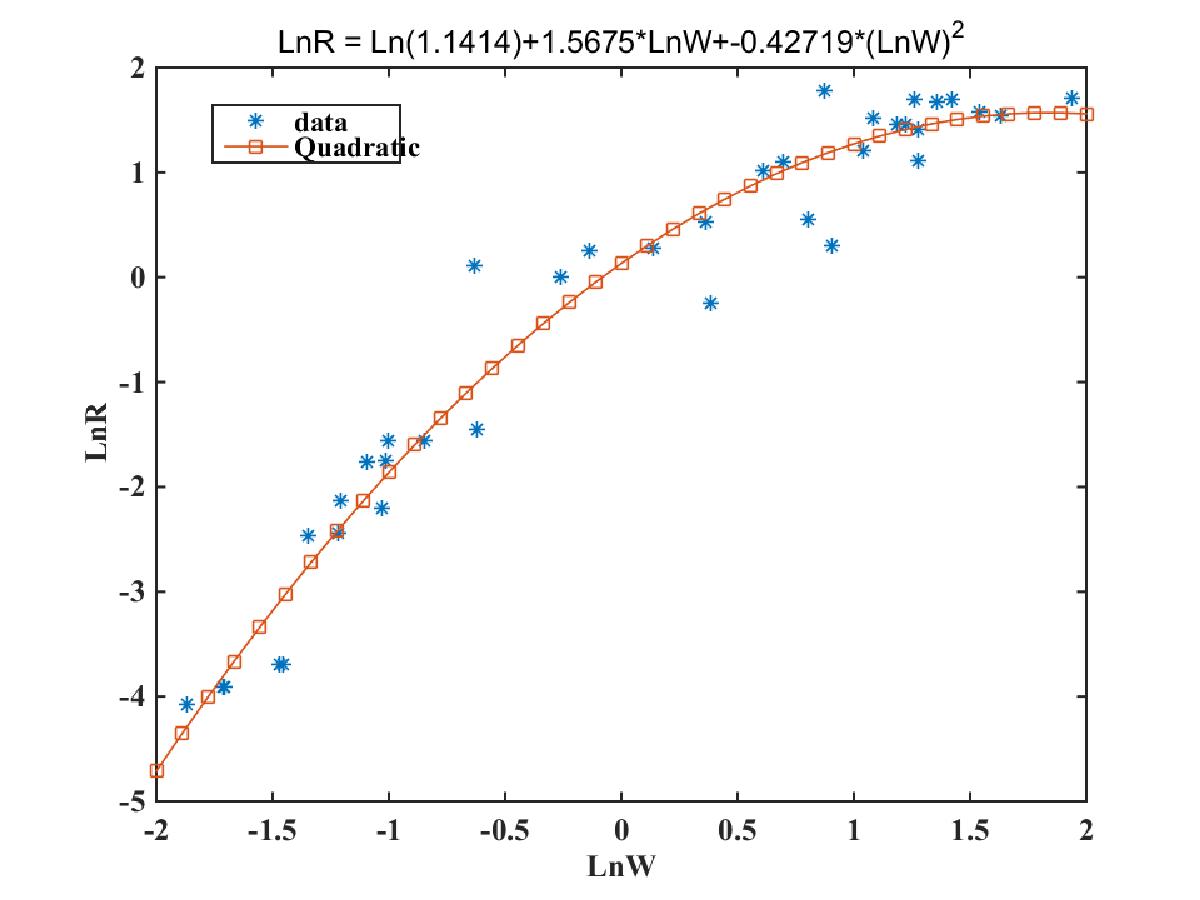 LnR = Ln(1.1414)+1.5675*LnW+-0.42719*(LnW)²
2
data
Quadratic
1
0
-1
LnR
-2
-3
-4
-5
-2 -1.5 -1 -0.5 0 0.5 1 1.5 2
LnW